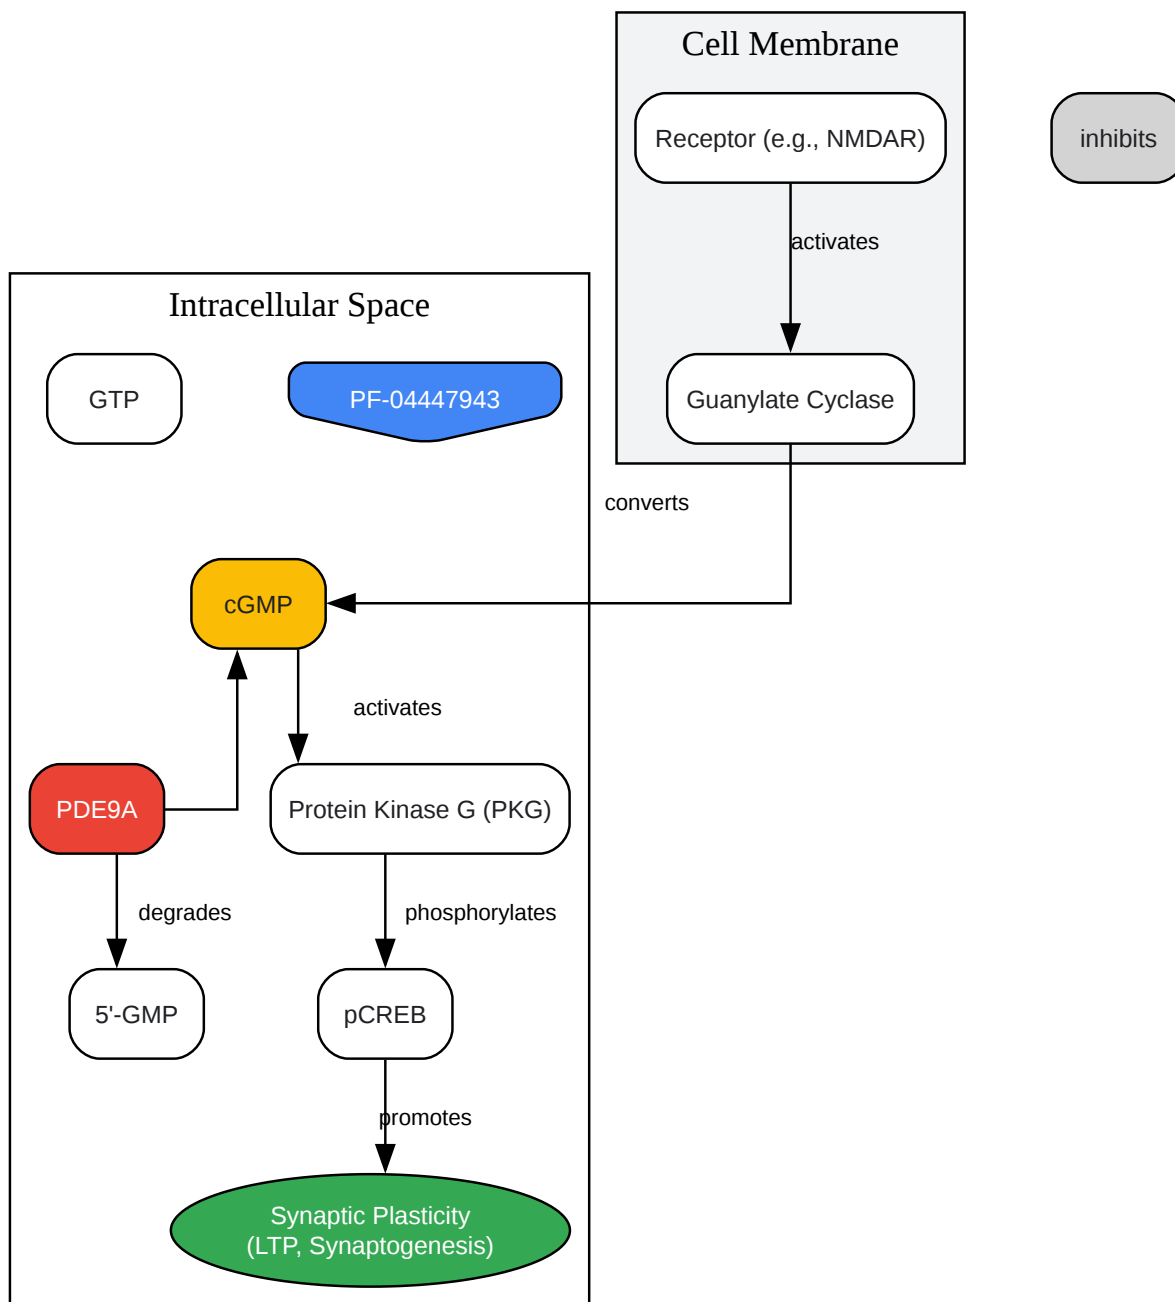 Cell Membrane
Receptor (e.g., NMDAR)
inhibits
activates
Intracellular Space
GTP
PF-04447943
Guanylate Cyclase
converts
cGMP
activates
PDE9A
Protein Kinase G (PKG)
degrades
phosphorylates
5'-GMP
pCREB
promotes
Synaptic Plasticity
(LTP, Synaptogenesis)